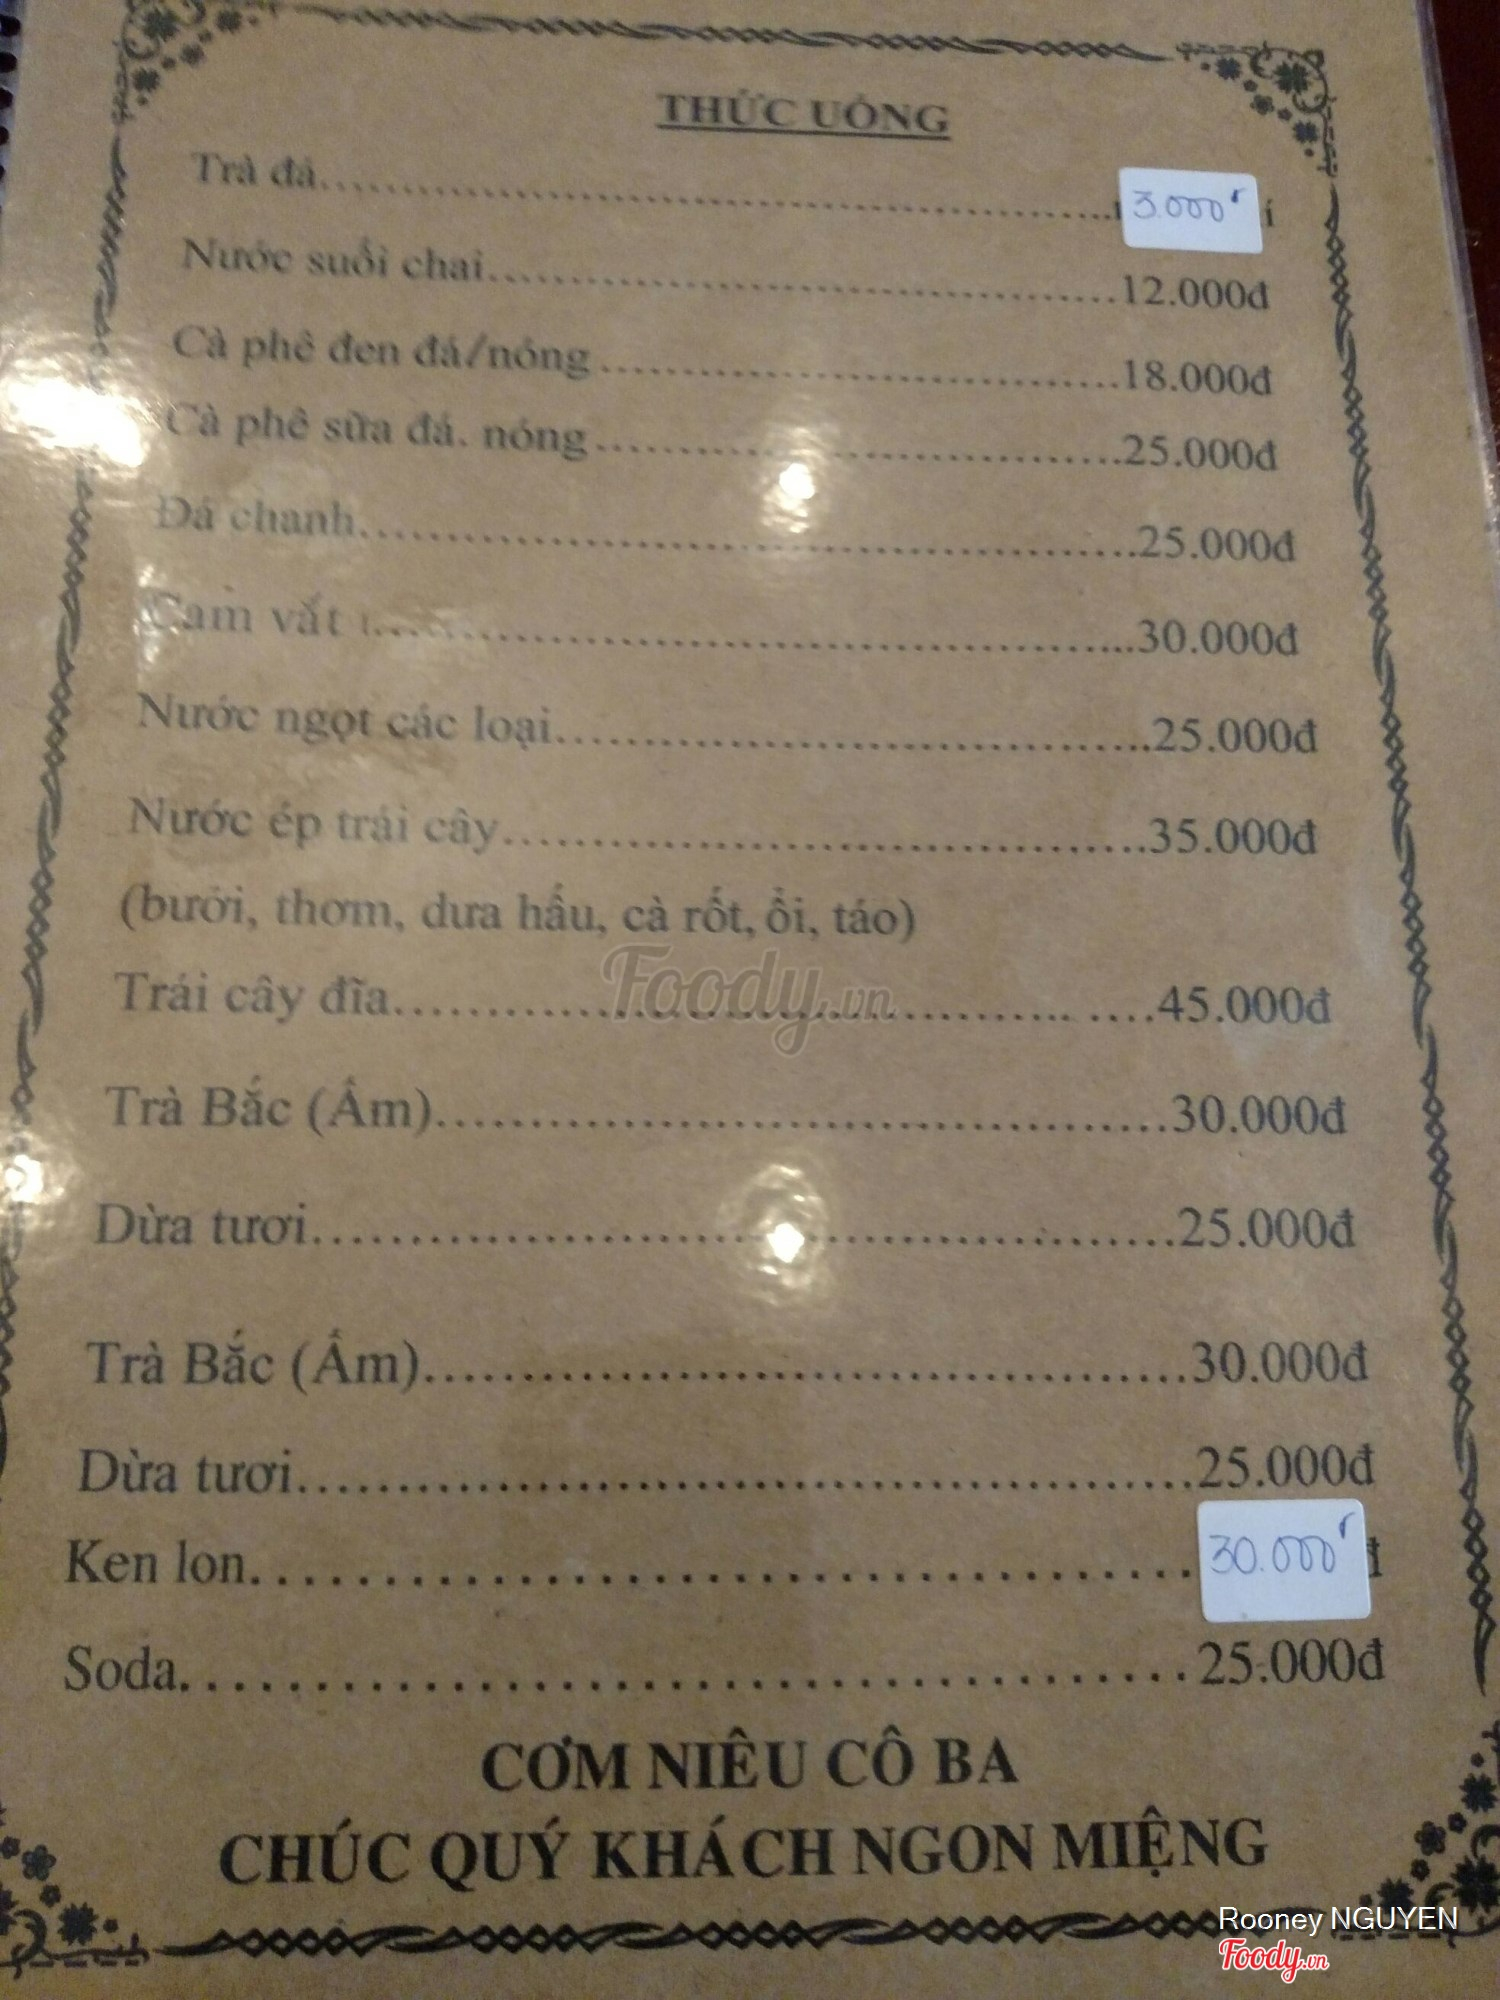 THỨC UỐNG
Trà đá 3.000đ
Nước suối chai 12.000đ
Cà phê đen đá/nóng 18.000đ
Cà phê sữa đá. nóng 25.000đ
Đá chanh 25.000đ
Cam vắt 30.000đ
Nước ngọt các loại 25.000đ
Nước ép trái cây 35.000đ
(bưởi, thơm, dưa hấu, cà rốt, ổi, táo)
Trái cây đĩa 45.000đ
Trà Bắc (Ấm) 30.000đ
Dừa tươi 25.000đ
Trà Bắc (Ấm) 30.000đ
Dừa tươi 25.000đ
Ken lon 30.000đ
Soda 25.000đ
CƠM NIÊU CÔ BA
CHÚC QUÝ KHÁCH NGON MIỆNG
Foody.vn
Rooney NGUYEN
Foody.vn